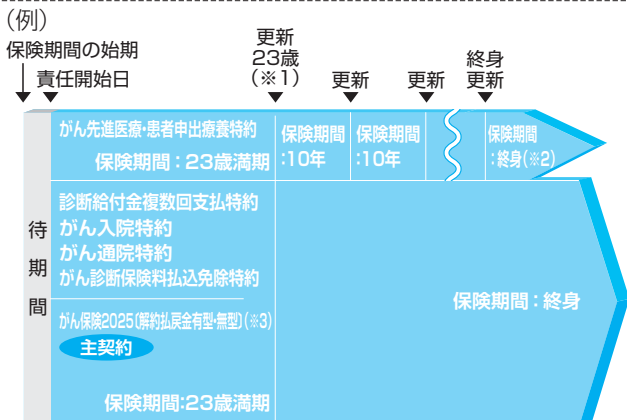 (例)
保険期間の始期
責任開始日
更新
23歳
(※1)
更新
更新
終身
更新
待期間
がん先進医療・患者申出療養特約
保険期間：23歳満期
保険期間
:10年
保険期間
:10年
保険期間
:終身(※2)
診断給付金複数回支払特約
がん入院特約
がん通院特約
がん診断保険料払込免除特約
がん保険2025(解約払戻金有型・無型)(※3)
主契約
保険期間:23歳満期
保険期間：終身